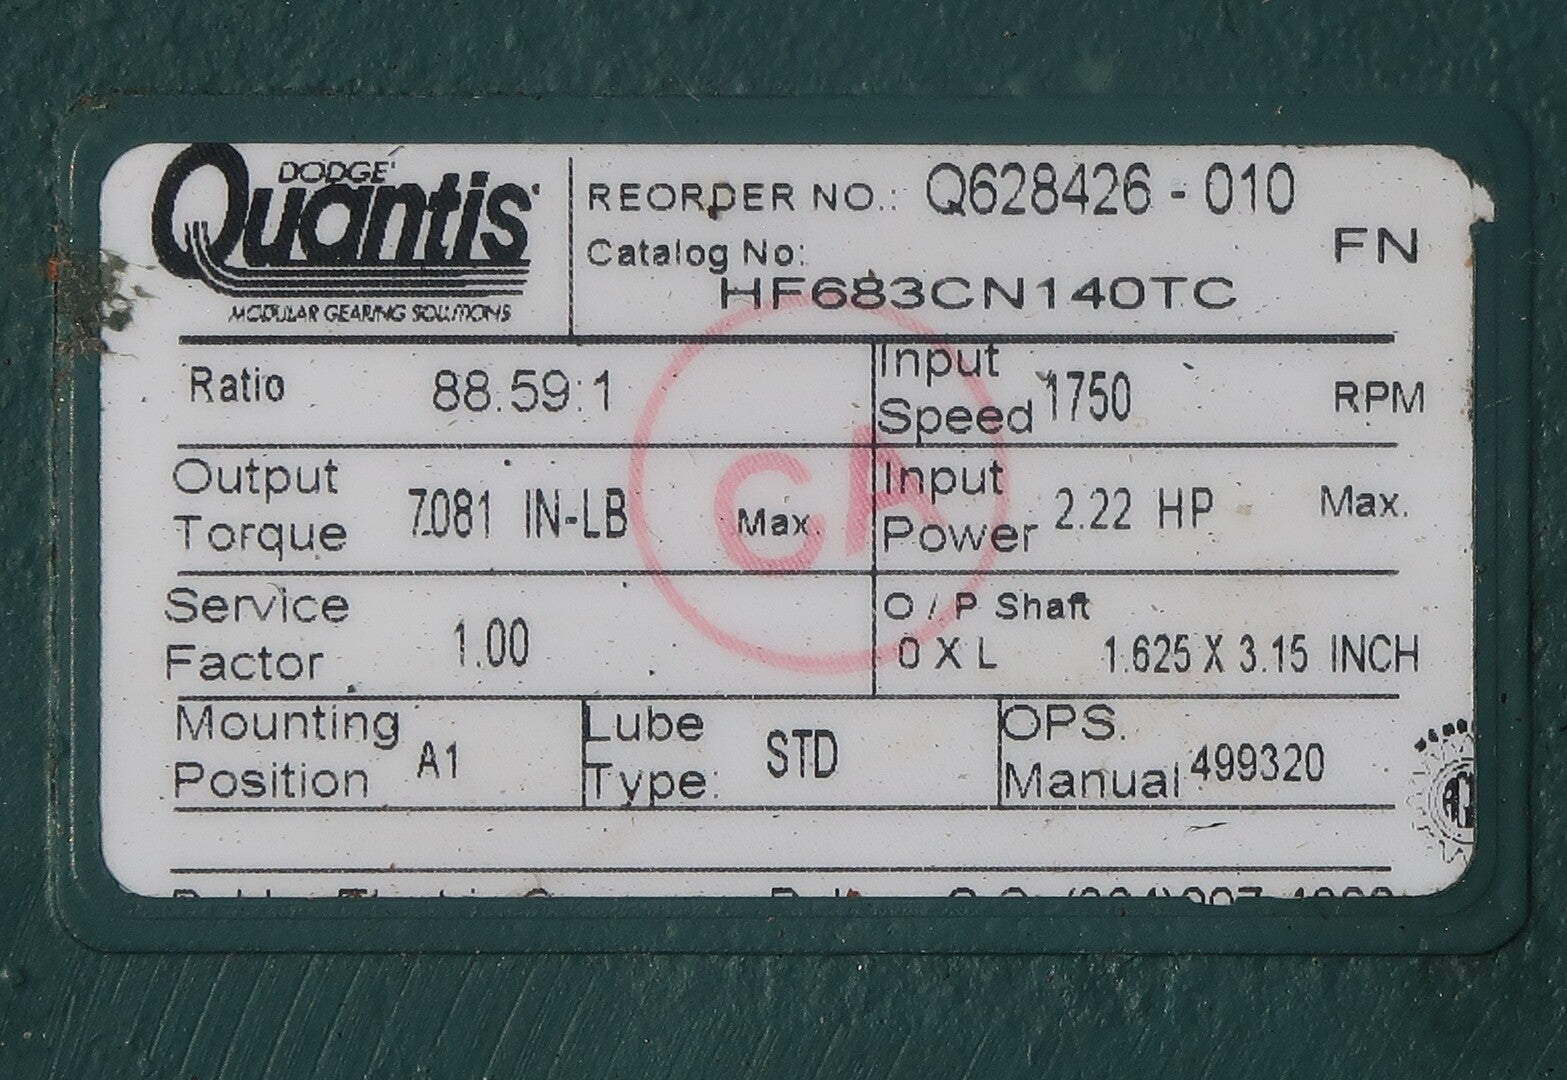 DODGE
Quantis
MODULAR GEARING SOLUTIONS
REORDER NO.: Q628426-010
Catalog No: FN
HF683CN140TC
Ratio 88.59:1
Input Speed 1750 RPM
Output Torque 7.081 IN-LB Max.
Input Power 2.22 HP Max.
GA
Service Factor 1.00
O / P Shaft
O X L 1.625 X 3.15 INCH
Mounting Position A1
Lube Type: STD
OPS. Manual 499320